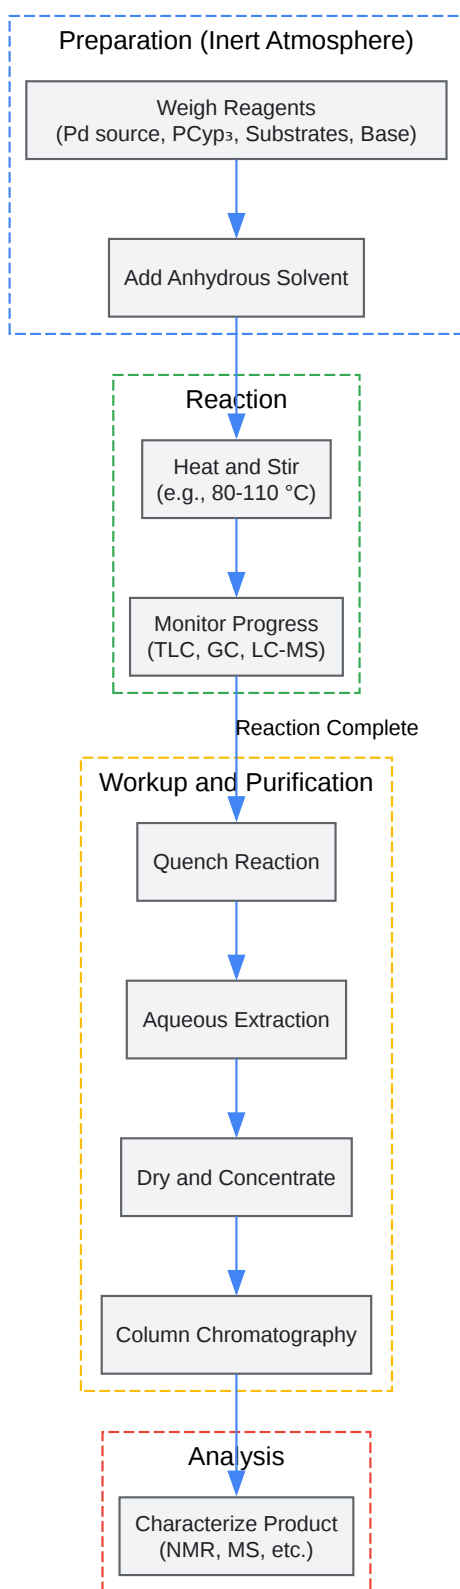 Preparation (Inert Atmosphere)
Weigh Reagents
(Pd source, PCyp₃, Substrates, Base)
Add Anhydrous Solvent
Reaction
Heat and Stir
(e.g., 80-110 °C)
Monitor Progress
(TLC, GC, LC-MS)
Reaction Complete
Workup and Purification
Quench Reaction
Aqueous Extraction
Dry and Concentrate
Column Chromatography
Analysis
Characterize Product
(NMR, MS, etc.)